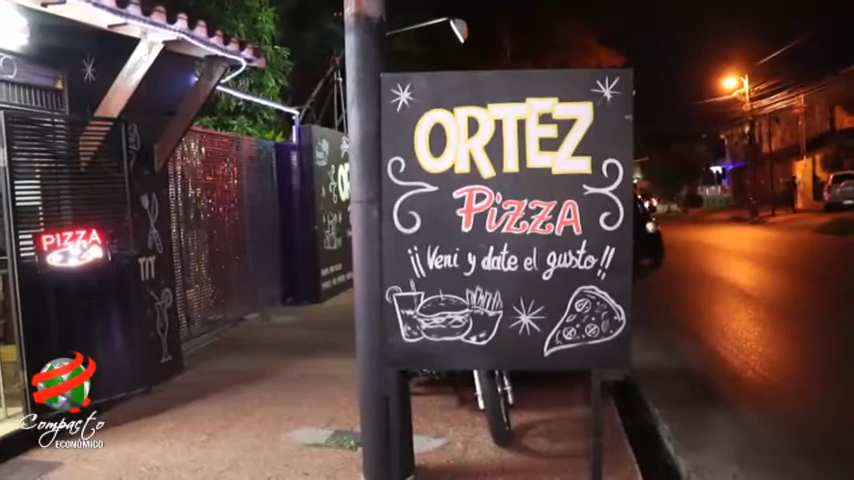 ORTEZ
Pizza
¡¡Veni y date el gusto!!
PIZZA
Compacto
ECONÓMICO